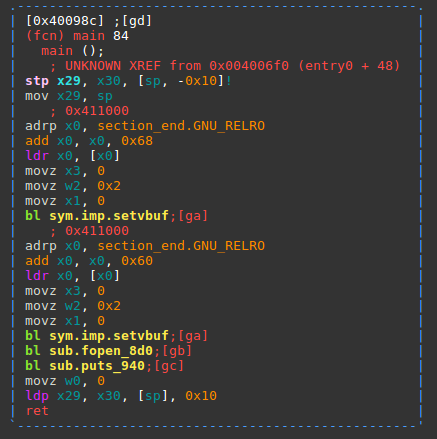 [0x40098c] ;[gd]
(fcn) main 84
main ();
; UNKNOWN XREF from 0x004006f0 (entry0 + 48)
stp x29, x30, [sp, -0x10]!
mov x29, sp
; 0x411000
adrp x0, section_end.GNU_RELRO
add x0, x0, 0x68
ldr x0, [x0]
movz x3, 0
movz w2, 0x2
movz x1, 0
bl sym.imp.setvbuf;[ga]
; 0x411000
adrp x0, section_end.GNU_RELRO
add x0, x0, 0x60
ldr x0, [x0]
movz x3, 0
movz w2, 0x2
movz x1, 0
bl sym.imp.setvbuf;[ga]
bl sub.fopen_8d0;[gb]
bl sub.puts_940;[gc]
movz w0, 0
ldp x29, x30, [sp], 0x10
ret